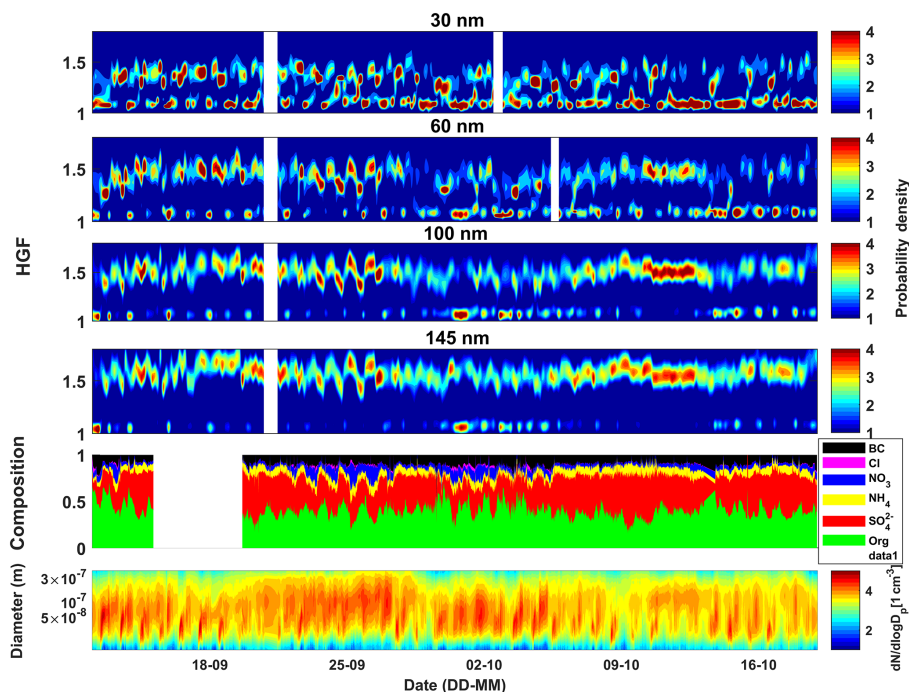 30 nm
1.5
1
4
3
2
1
60 nm
1.5
1
4
3
2
1
100 nm
1.5
1
4
3
2
1
145 nm
1.5
1
4
3
2
1
HGF
Probability density
Composition
1
0.5
0
BC
Cl
NO₃
NH₄
SO₄²⁻
Org
data1
Diameter (m)
3×10⁻⁷
10⁻⁷
5×10⁻⁸
4
2
0
dN/dlogDₚ[1 cm⁻³]
18-09
25-09
02-10
09-10
16-10
Date (DD-MM)